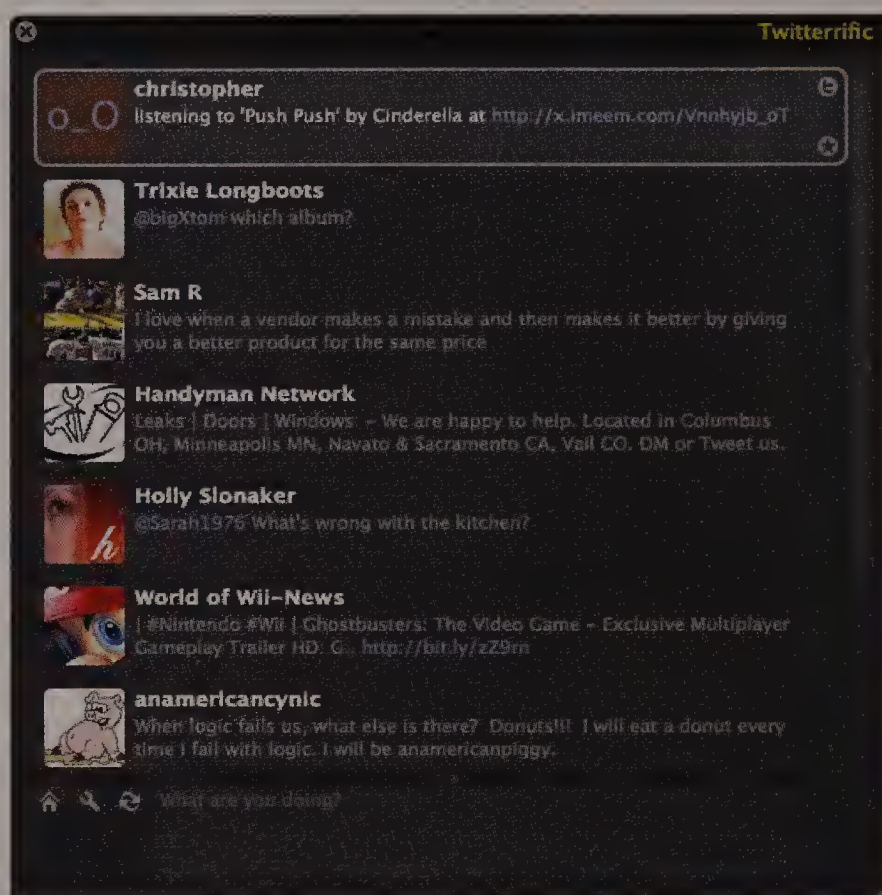 Twitterrific
o_O
christopher
listening to 'Push Push' by Cinderella at http://x.imeem.com/Vnnhyjb_oT
Trixie Longboots
@bigXtom which album?
Sam R
I love when a vendor makes a mistake and then makes it better by giving
you a better product for the same price
Handyman Network
Leaks | Doors | Windows – We are happy to help. Located in Columbus
OH, Minneapolis MN, Navato & Sacramento CA, Vail CO. DM or Tweet us.
Holly Slonaker
@Sarah1976 What's wrong with the kitchen?
h
World of Wii-News
| #Nintendo #Wii | Ghostbusters: The Video Game – Exclusive Multiplayer
Gameplay Trailer HD: G.. http://bit.ly/zZ9rn
anamericancynic
When logic fails us, what else is there? Donuts!!! I will eat a donut every
time I fail with logic. I will be anamericanpiggy.
What are you doing?